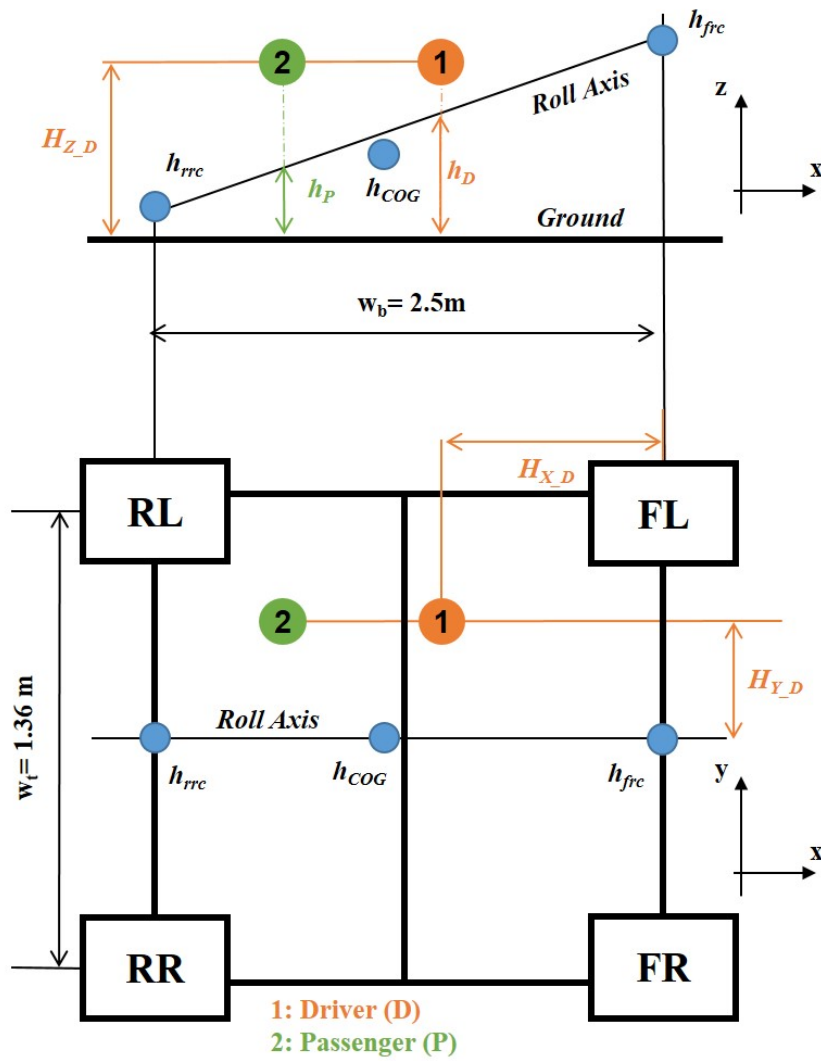 h_frc
2
1
Roll Axis
z
x
H_Z_D
h_rrc
h_P
h_COG
h_D
Ground
w_b= 2.5m
H_X_D
RL
FL
2
1
H_Y_D
w_t= 1.36 m
Roll Axis
h_rrc
h_COG
h_frc
y
x
RR
FR
1: Driver (D)
2: Passenger (P)